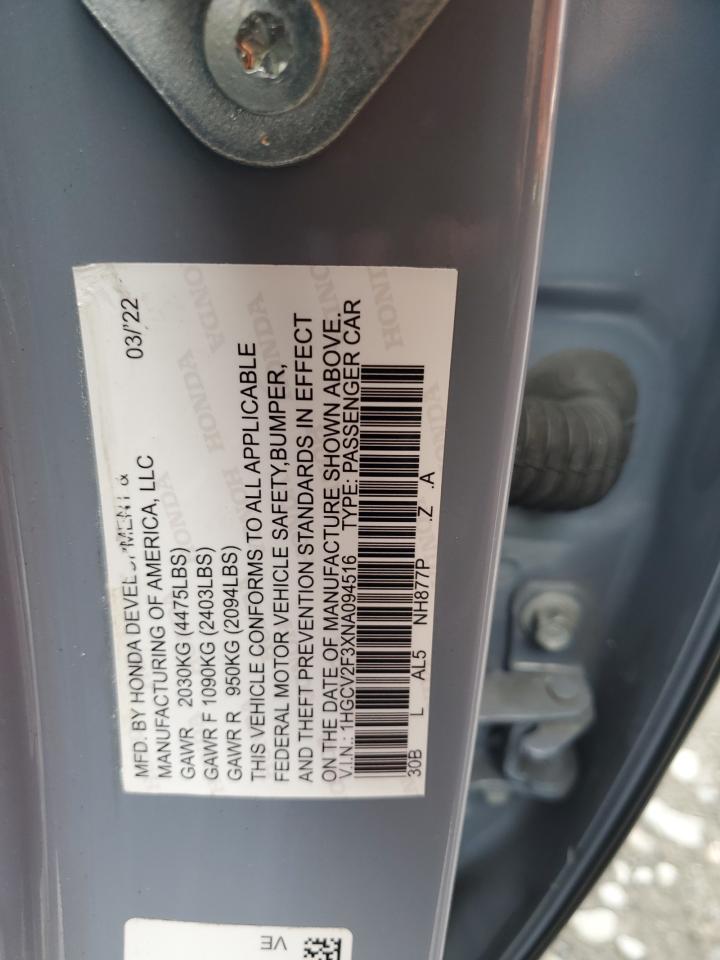 MFD. BY HONDA DEVELOPMENT & 03/'22
MANUFACTURING OF AMERICA, LLC
GAWR 2030KG (4475LBS)
GAWR F 1090KG (2403LBS)
GAWR R 950KG (2094LBS)
THIS VEHICLE CONFORMS TO ALL APPLICABLE
FEDERAL MOTOR VEHICLE SAFETY,BUMPER,
AND THEFT PREVENTION STANDARDS IN EFFECT
ON THE DATE OF MANUFACTURE SHOWN ABOVE.
V.I.N.: 1HGCV2F3XNA094516 TYPE: PASSENGER CAR
30B L AL5 NH877P .Z .A
VE